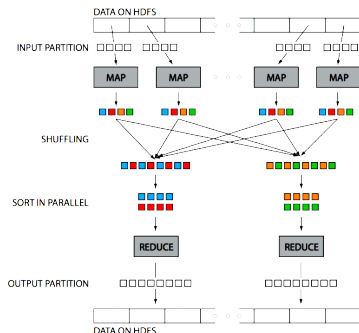 DATA ON HDFS
INPUT PARTITION
MAP MAP MAP MAP
SHUFFLING
SORT IN PARALLEL
REDUCE REDUCE
OUTPUT PARTITION
DATA ON HDFS